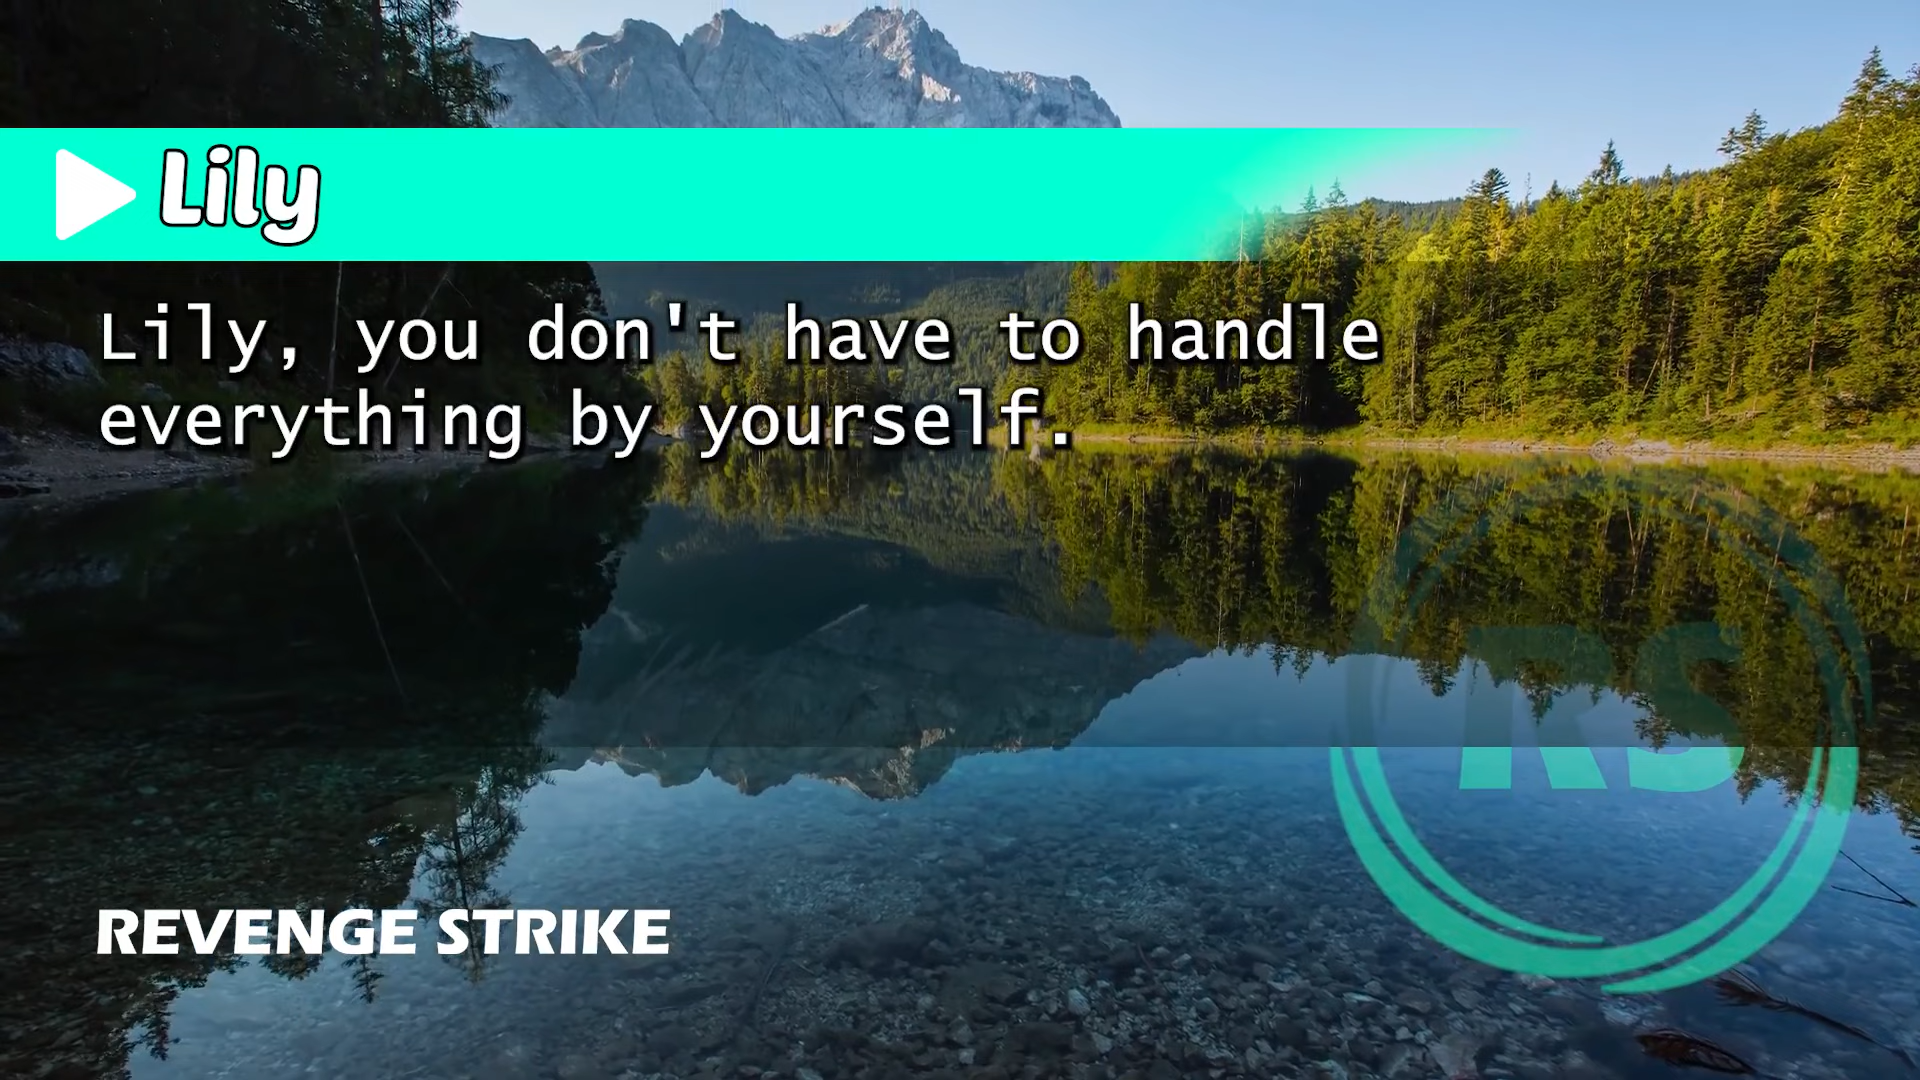 Lily
Lily, you don't have to handle
everything by yourself.
RS
REVENGE STRIKE